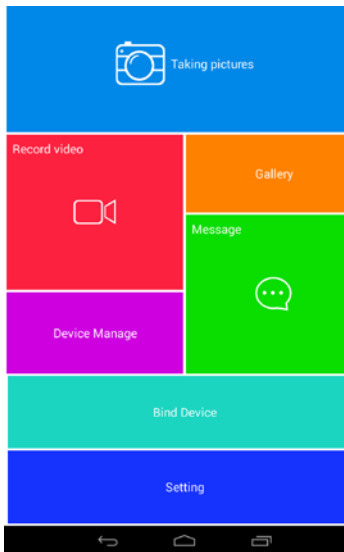 Taking pictures
Record video
Gallery
Message
Device Manage
Bind Device
Setting